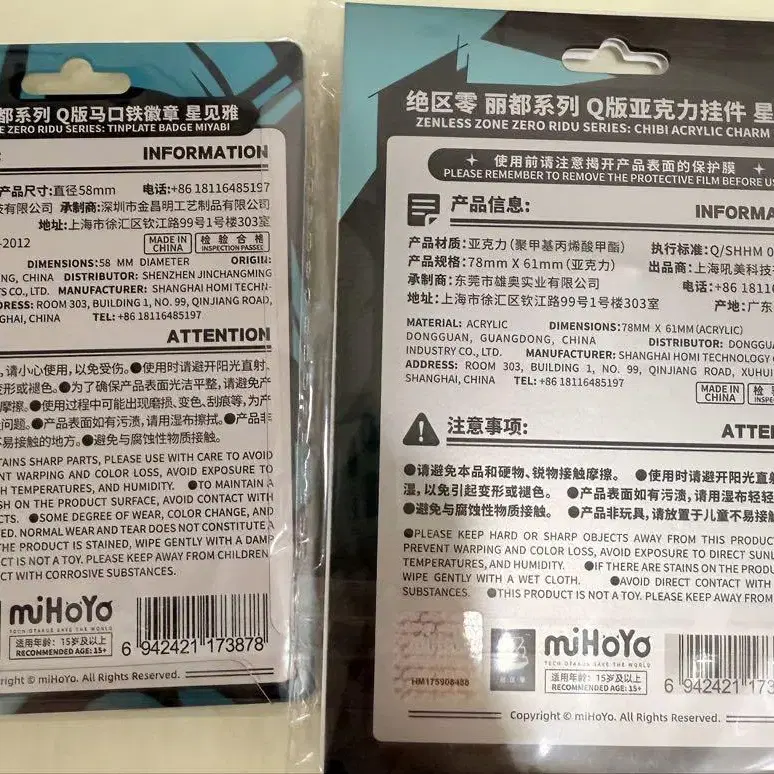 都系列 Q版马口铁徽章 星见雅
ZERO RIDU SERIES: TINPLATE BADGE MIYABI
INFORMATION
产品尺寸:直径58mm 电话:+86 18116485197
有限公司 承制商:深圳市金昌明工艺制品有限公司
地址:上海市徐汇区钦江路99号1号楼303室
-2012 MADE IN CHINA 检验合格 INSPECTION PASSED
DIMENSIONS:58 MM DIAMETER ORIGIN:
CHINA DISTRIBUTOR: SHENZHEN JINCHANGMING
CO., LTD. MANUFACTURER: SHANGHAI HOMI TECHN-
ROOM 303, BUILDING 1, NO. 99, QINJIANG ROAD,
CHINA TEL: +86 18116485197
ATTENTION
,请小心使用,以免受伤。●使用时请避开阳光直射、
变形或褪色。●为了确保产品表面光洁平整,请避免产
摩擦。●使用过程中可能出现磨损、变色、刮痕等,为产
问题。●产品表面如有污渍,请用湿布擦拭。●产品非
不易接触的地方。●避免与腐蚀性物质接触。
SHARP PARTS, PLEASE USE WITH CARE TO AVOID
WARPING AND COLOR LOSS, AVOID EXPOSURE TO
TEMPERATURES, AND HUMIDITY. ●TO MAINTAIN A
ON THE PRODUCT SURFACE, AVOID CONTACT WITH
●SOME DEGREE OF WEAR, COLOR CHANGE, AND
NORMAL WEAR AND TEAR DOES NOT CONSTITUTE A
THE PRODUCT IS STAINED, WIPE GENTLY WITH A DAMP
IS NOT A TOY. PLEASE KEEP AWAY FROM CHILDREN
WITH CORROSIVE SUBSTANCES.
miHoYo
TECH OTAKUS SAVE THE WORLD
适用年龄: 15岁及以上
RECOMMENDED AGE: 15+
6 942421 173878
© miHoYo. All Rights Reserved.
绝区零 丽都系列 Q版亚克力挂件 星
ZENLESS ZONE ZERO RIDU SERIES: CHIBI ACRYLIC CHARM
使用前请注意揭开产品表面的保护膜
PLEASE REMEMBER TO REMOVE THE PROTECTIVE FILM BEFORE
产品信息:
产品材质:亚克力(聚甲基丙烯酸甲酯) 执行标准:Q/SHHM
产品规格:78mm X 61mm(亚克力) 出品商:上海吼美科技
承制商:东莞市雄奥实业有限公司 电话:+86
地址:上海市徐汇区钦江路99号1号楼303室 产地:广东
MATERIAL: ACRYLIC DIMENSIONS:78MM X 61MM(ACRYLIC)
DONGGUAN, GUANGDONG, CHINA DISTRIBUTOR:
INDUSTRY CO., LTD. MANUFACTURER: SHANGHAI HOMI TECHNOLOGY
ADDRESS: ROOM 303, BUILDING 1, NO. 99, QINJIANG ROAD,
SHANGHAI, CHINA TEL: +86 18116485197
MADE IN CHINA
注意事项:
●请避免本品和硬物、锐物接触摩擦。 ●使用时请避开阳光直射
湿,以免引起变形或褪色。 ●产品表面如有污渍,请用湿布轻轻
●避免与腐蚀性物质接触。 ●产品非玩具,请放置于儿童不易接触
●PLEASE KEEP HARD OR SHARP OBJECTS AWAY FROM THIS
PREVENT WARPING AND COLOR LOSS, AVOID EXPOSURE TO DIRECT
TEMPERATURES, AND HUMIDITY. ●IF THERE ARE STAINS ON THE
WIPE GENTLY WITH A WET CLOTH. ●AVOID DIRECT CONTACT WITH
SUBSTANCES. ●THIS PRODUCT IS NOT A TOY. PLEASE KEEP AWAY FROM
HM175908488
miHoYo
TECH OTAKUS SAVE THE WORLD
适用年龄: 15岁及以上
RECOMMENDED AGE: 15+
6 942421 173
Copyright © miHoYo. All Rights Reserved.